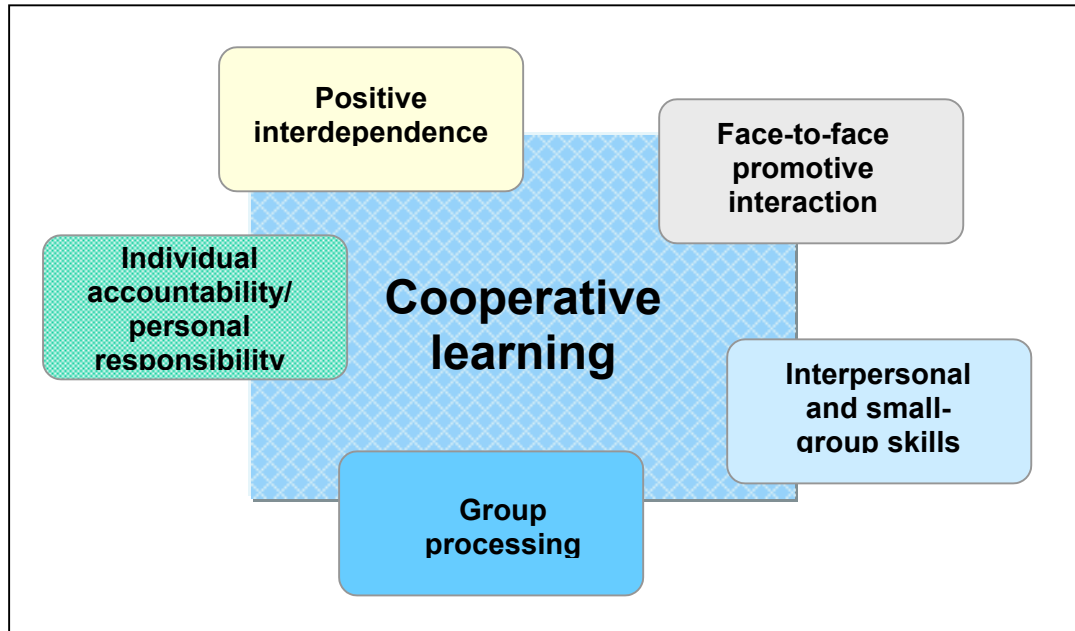 Positive
interdependence
Face-to-face
promotive
interaction
Individual
accountability/
personal
responsibility
Cooperative
learning
Interpersonal
and small-
group skills
Group
processing